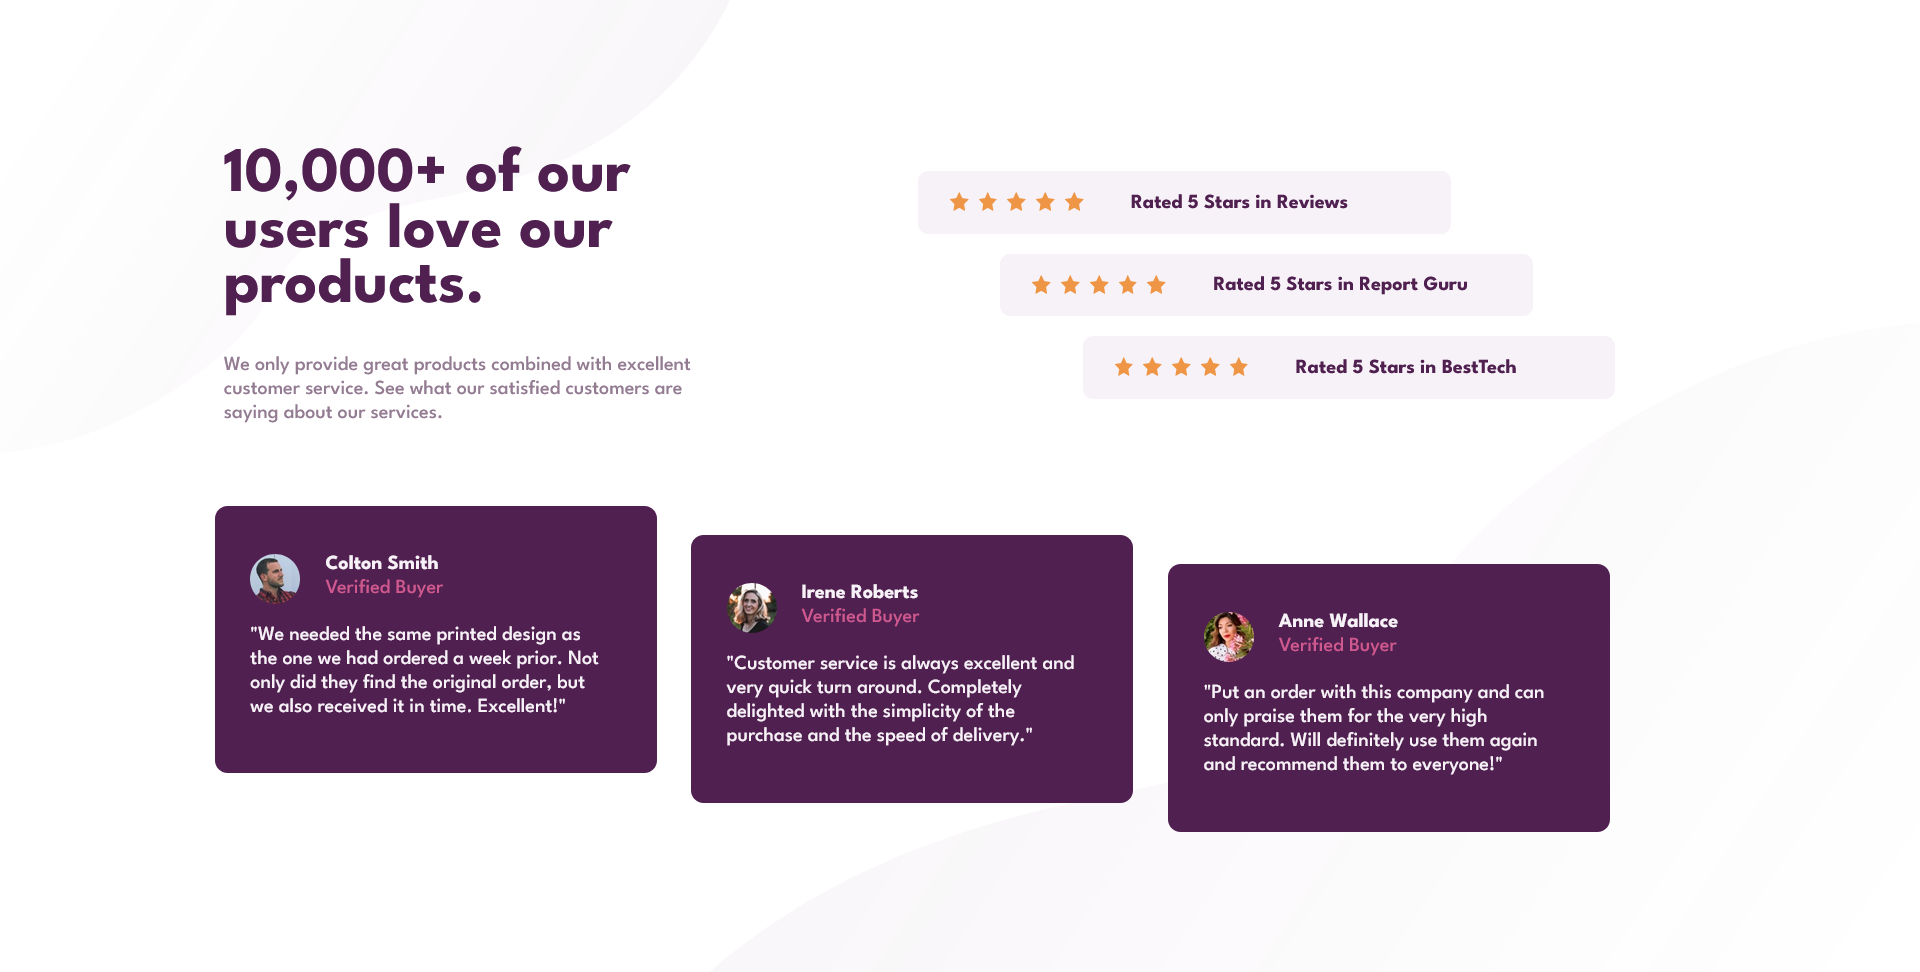 10,000+ of our
users love our
products.
We only provide great products combined with excellent
customer service. See what our satisfied customers are
saying about our services.
Rated 5 Stars in Reviews
Rated 5 Stars in Report Guru
Rated 5 Stars in BestTech
Colton Smith
Verified Buyer
"We needed the same printed design as
the one we had ordered a week prior. Not
only did they find the original order, but
we also received it in time. Excellent!"
Irene Roberts
Verified Buyer
"Customer service is always excellent and
very quick turn around. Completely
delighted with the simplicity of the
purchase and the speed of delivery."
Anne Wallace
Verified Buyer
"Put an order with this company and can
only praise them for the very high
standard. Will definitely use them again
and recommend them to everyone!"